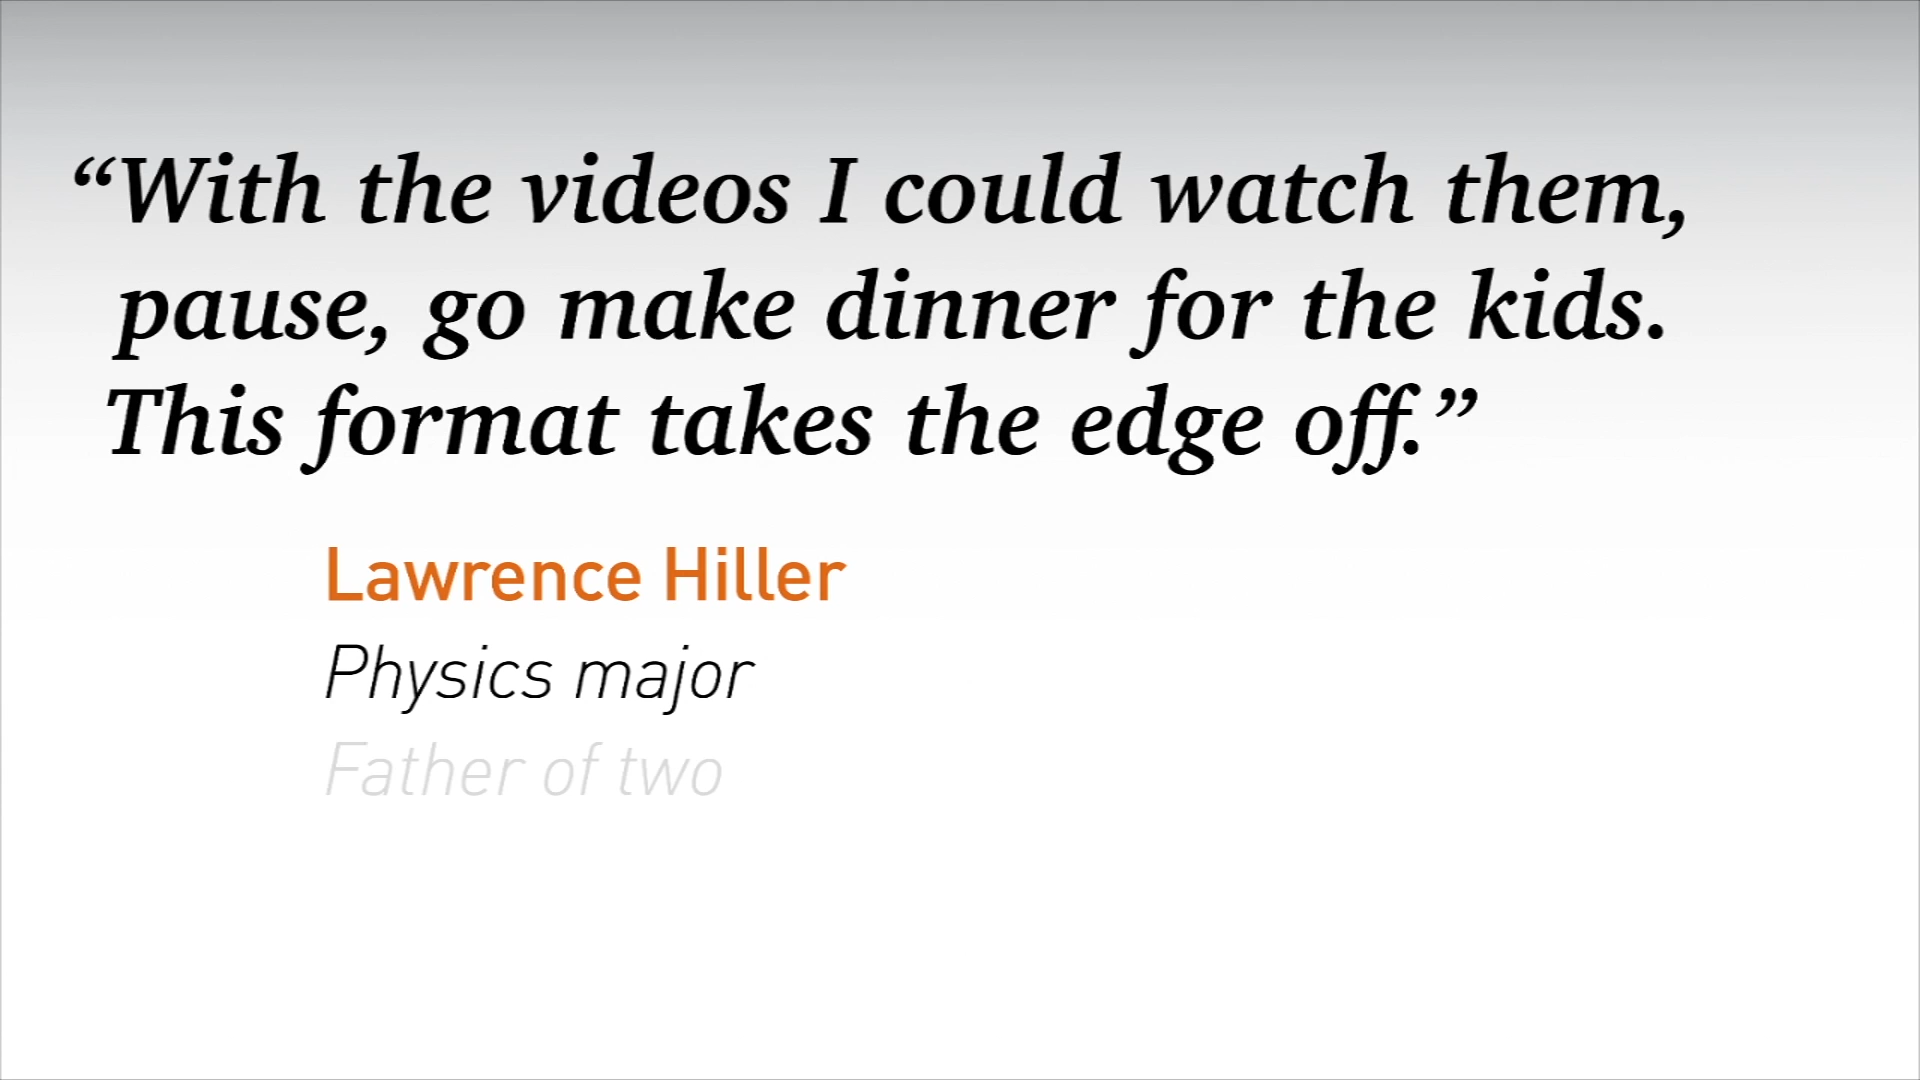 “With the videos I could watch them,
pause, go make dinner for the kids.
This format takes the edge off.”
Lawrence Hiller
Physics major
Father of two